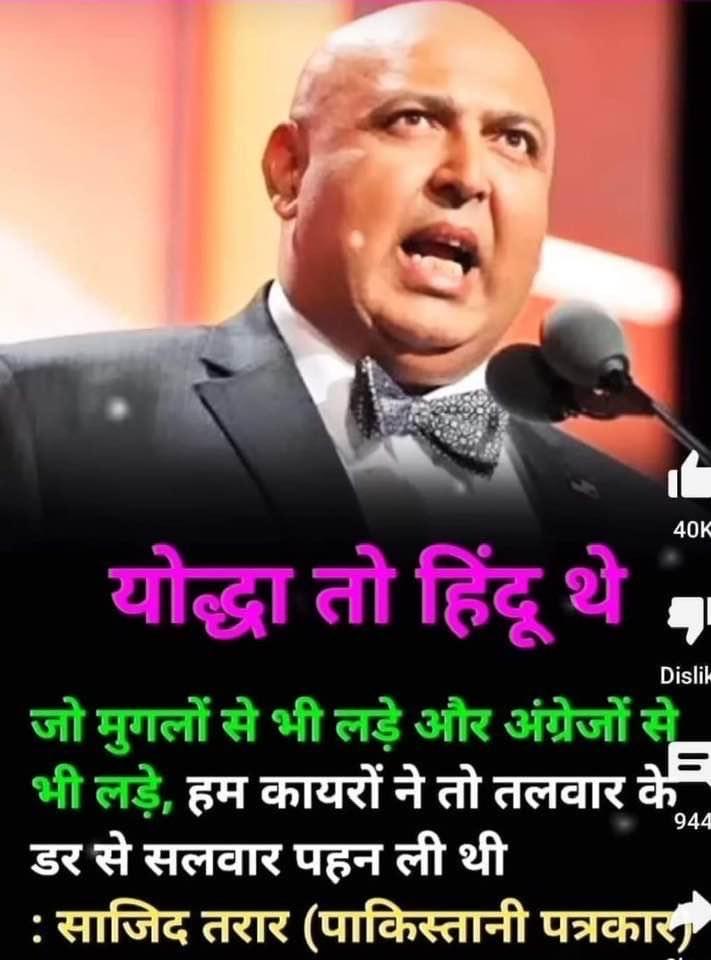 योद्धा तो हिंदू थे
जो मुगलों से भी लड़े और अंग्रेजों से
भी लड़े, हम कायरों ने तो तलवार के
डर से सलवार पहन ली थी
: साजिद तरार (पाकिस्तानी पत्रकार)
40K
Dislik
944